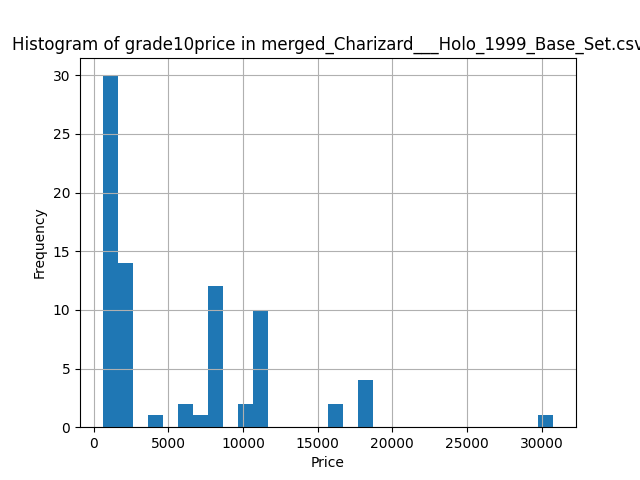 Histogram of grade10price in merged_Charizard___Holo_1999_Base_Set.csv
30
25
20
15
10
5
0
Frequency
0 5000 10000 15000 20000 25000 30000
Price